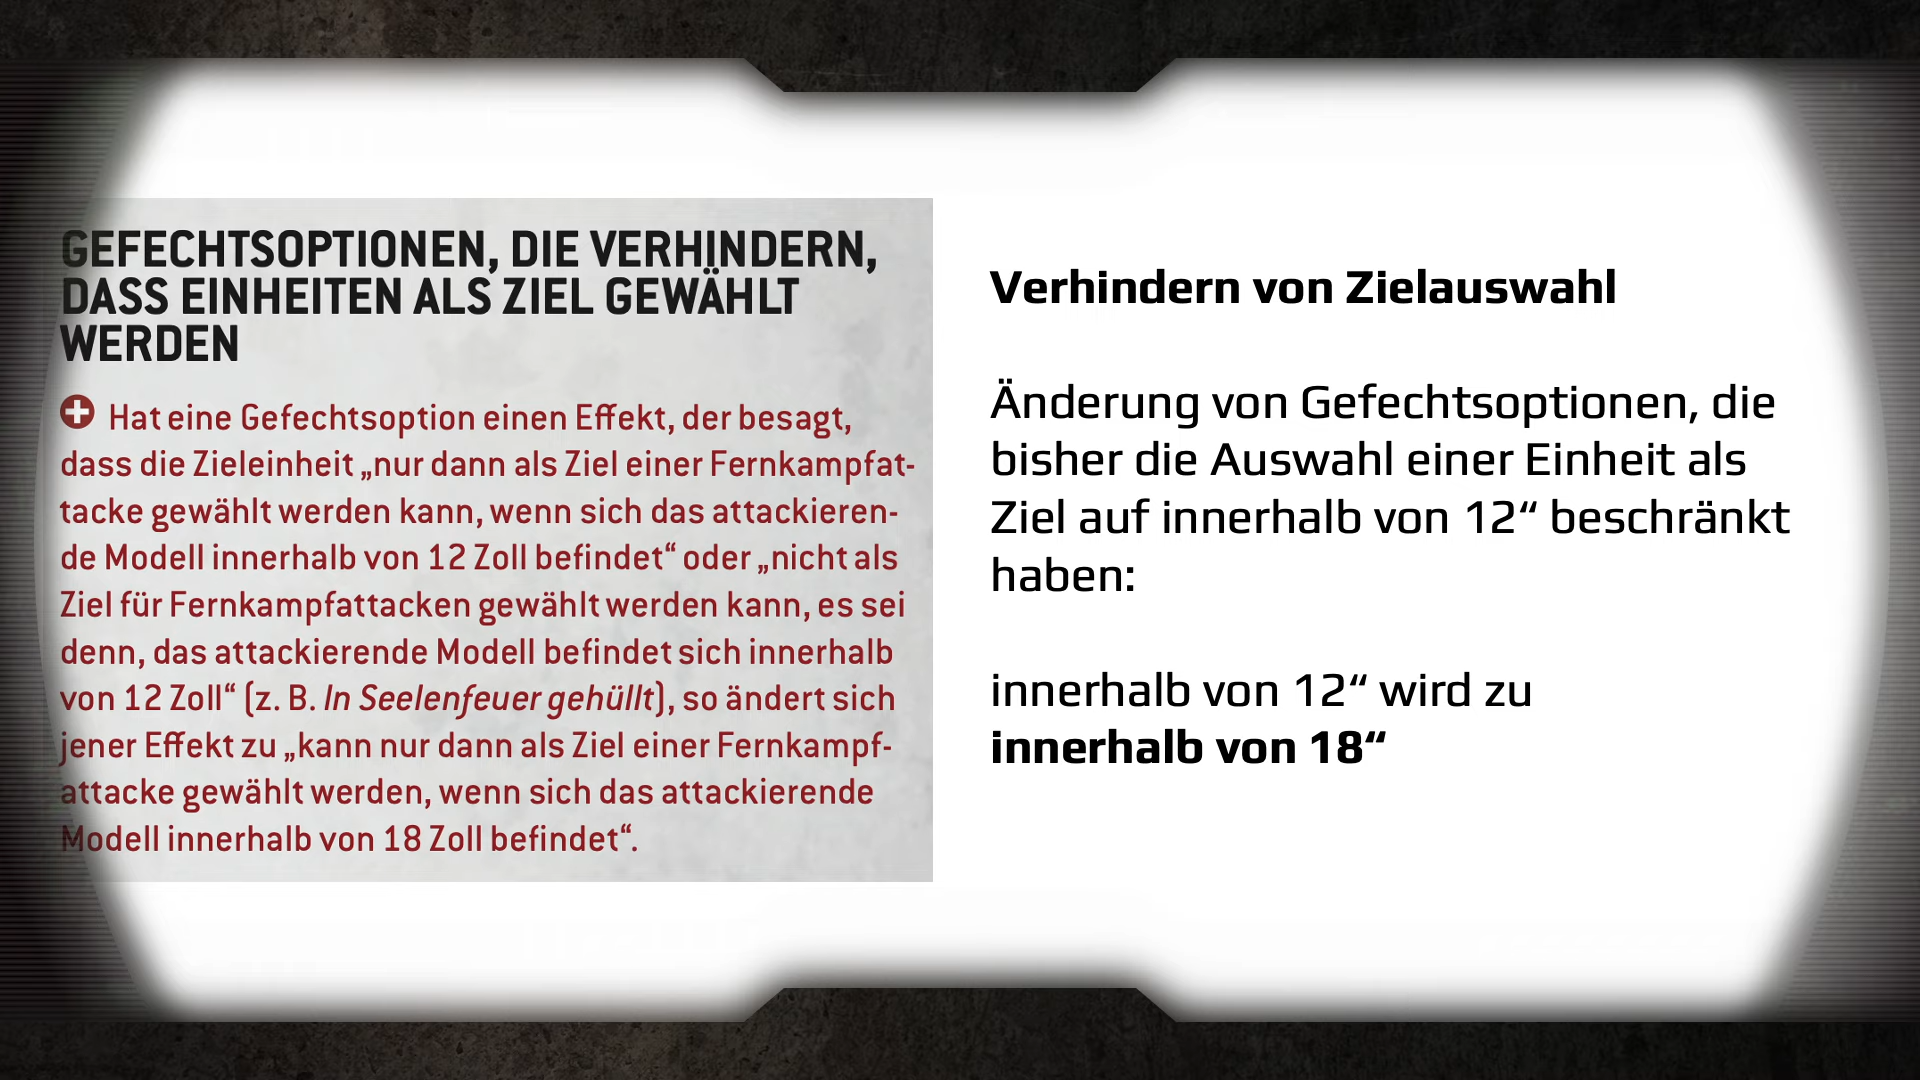 GEFECHTSOPTIONEN, DIE VERHINDERN,
DASS EINHEITEN ALS ZIEL GEWÄHLT
WERDEN
Hat eine Gefechtsoption einen Effekt, der besagt,
dass die Zieleinheit „nur dann als Ziel einer Fernkampfat-
tacke gewählt werden kann, wenn sich das attackieren-
de Modell innerhalb von 12 Zoll befindet“ oder „nicht als
Ziel für Fernkampfattacken gewählt werden kann, es sei
denn, das attackierende Modell befindet sich innerhalb
von 12 Zoll“ (z. B. In Seelenfeuer gehüllt), so ändert sich
jener Effekt zu „kann nur dann als Ziel einer Fernkampf-
attacke gewählt werden, wenn sich das attackierende
Modell innerhalb von 18 Zoll befindet“.
Verhindern von Zielauswahl
Änderung von Gefechtsoptionen, die
bisher die Auswahl einer Einheit als
Ziel auf innerhalb von 12“ beschränkt
haben:
innerhalb von 12“ wird zu
innerhalb von 18“